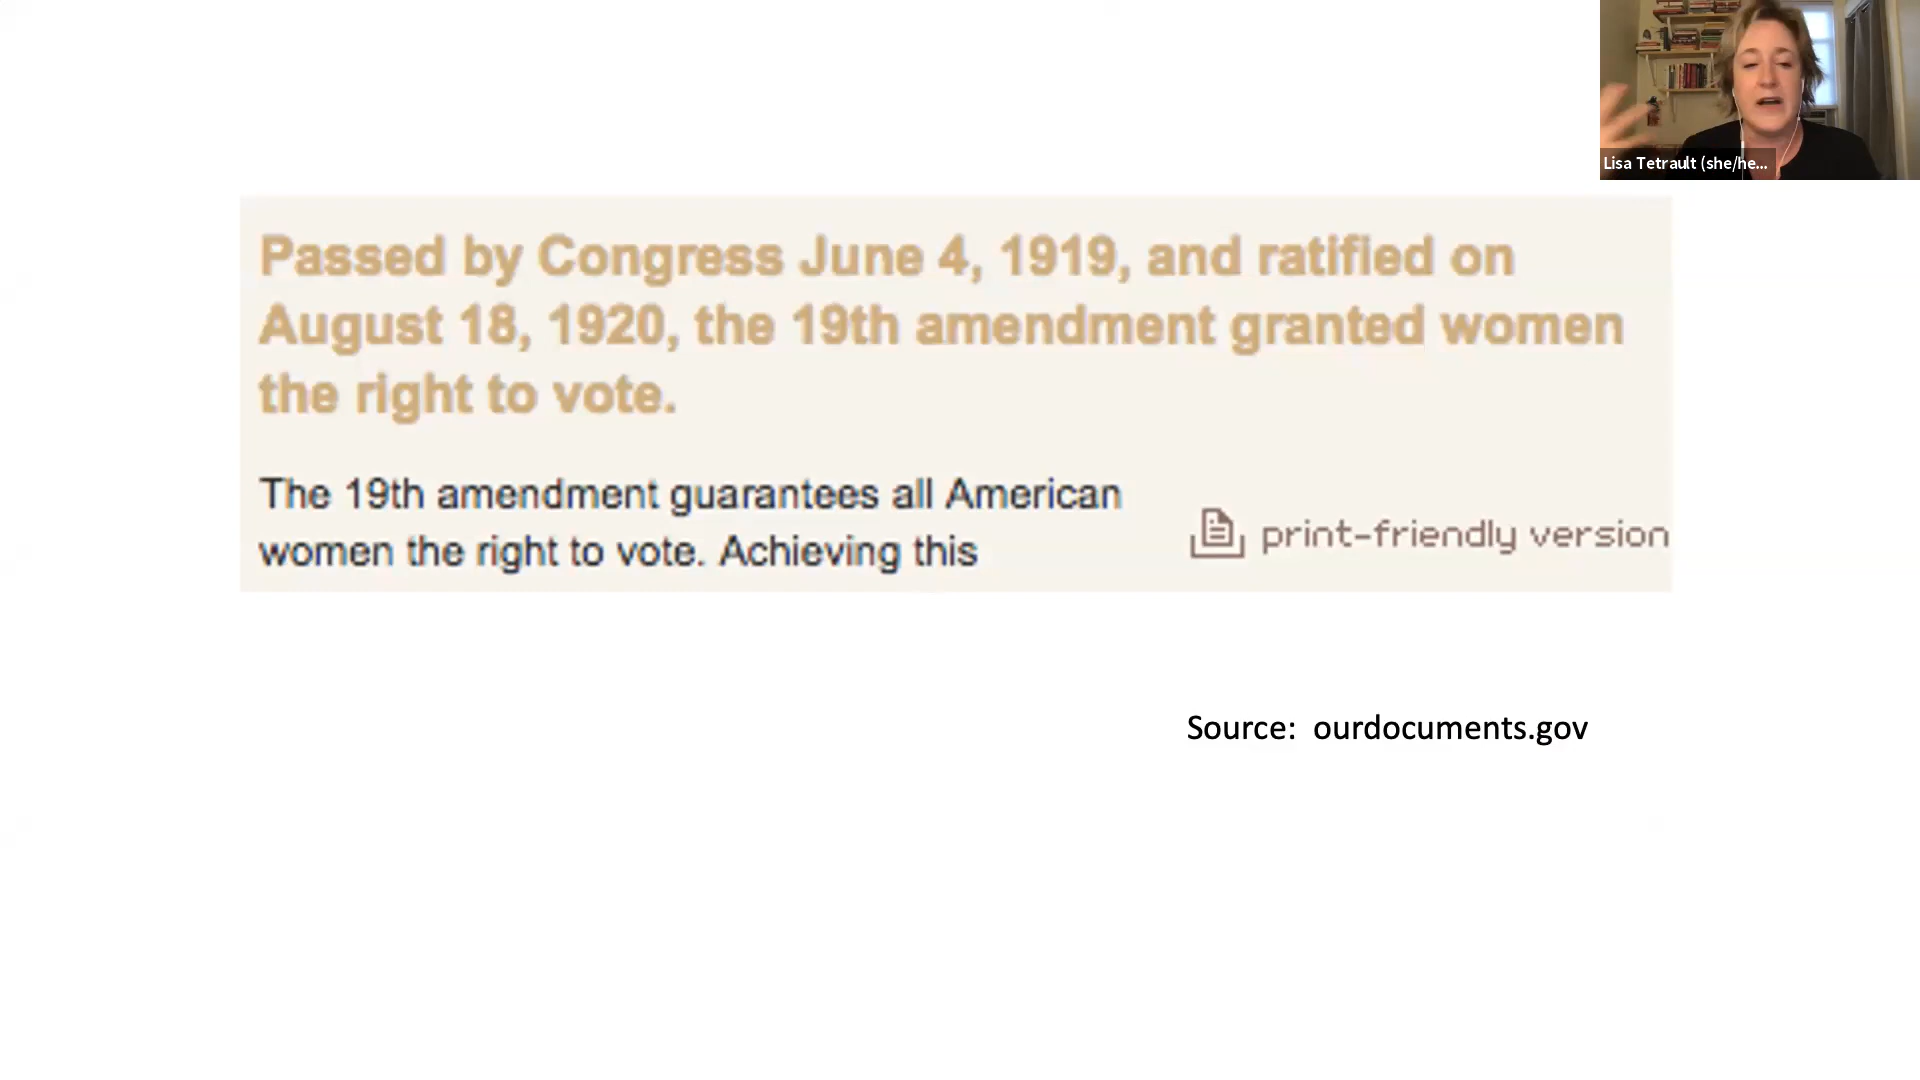 Lisa Tetrault (she/he...
Passed by Congress June 4, 1919, and ratified on
August 18, 1920, the 19th amendment granted women
the right to vote.
The 19th amendment guarantees all American
women the right to vote. Achieving this
print-friendly version
Source: ourdocuments.gov